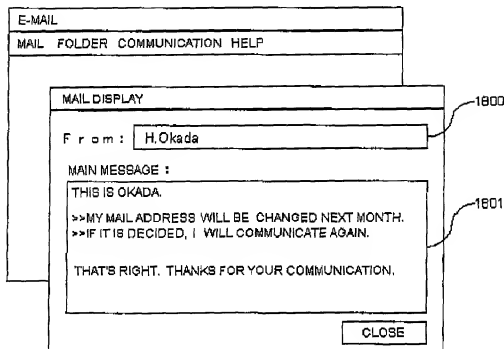 E-MAIL
MAIL FOLDER COMMUNICATION HELP
MAIL DISPLAY
From: H.Okada
1800
MAIN MESSAGE :
1801
THIS IS OKADA.
>>MY MAIL ADDRESS WILL BE CHANGED NEXT MONTH.
>>IF IT IS DECIDED, I WILL COMMUNICATE AGAIN.
THAT'S RIGHT. THANKS FOR YOUR COMMUNICATION.
CLOSE